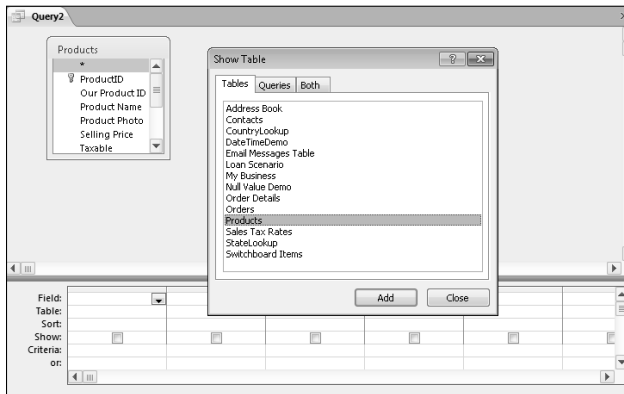 Query2
Products
*
ProductID
Our Product ID
Product Name
Product Photo
Selling Price
Taxable
Show Table
?
Tables Queries Both
Address Book
Contacts
CountryLookup
DateTimeDemo
Email Messages Table
Loan Scenario
My Business
Null Value Demo
Order Details
Orders
Products
Sales Tax Rates
StateLookup
Switchboard Items
Add Close
Field:
Table:
Sort:
Show:
Criteria:
or: